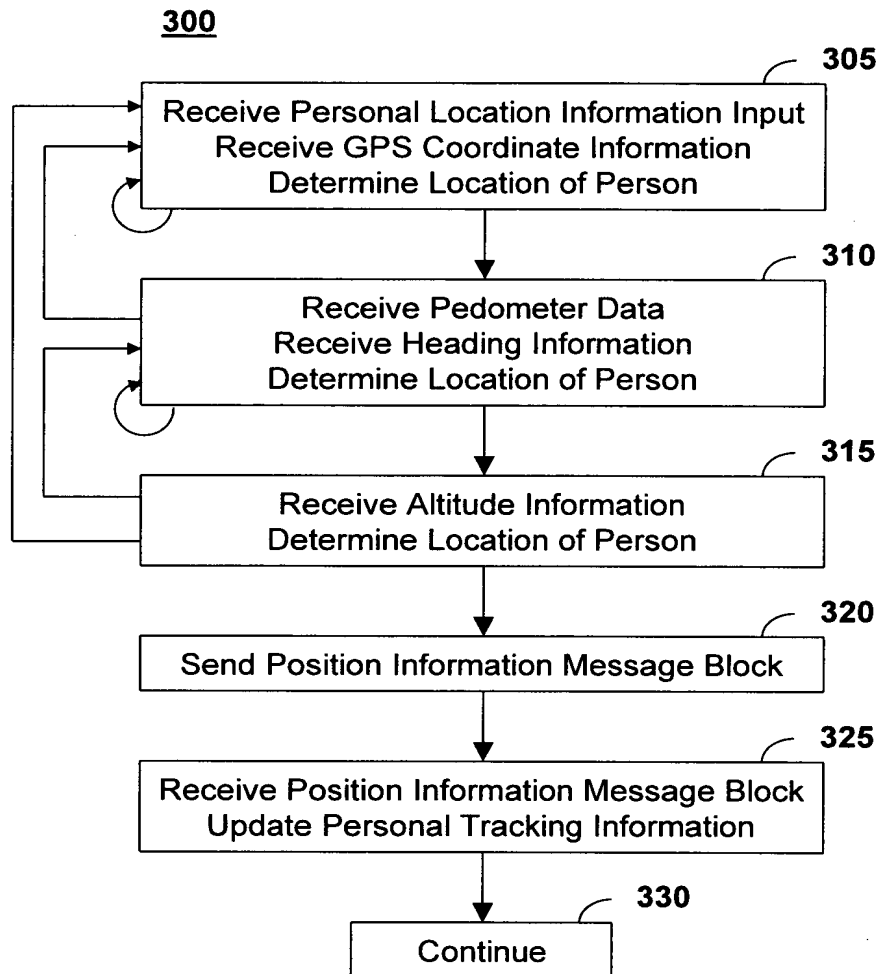 300
305
Receive Personal Location Information Input
Receive GPS Coordinate Information
Determine Location of Person
310
Receive Pedometer Data
Receive Heading Information
Determine Location of Person
315
Receive Altitude Information
Determine Location of Person
320
Send Position Information Message Block
325
Receive Position Information Message Block
Update Personal Tracking Information
330
Continue